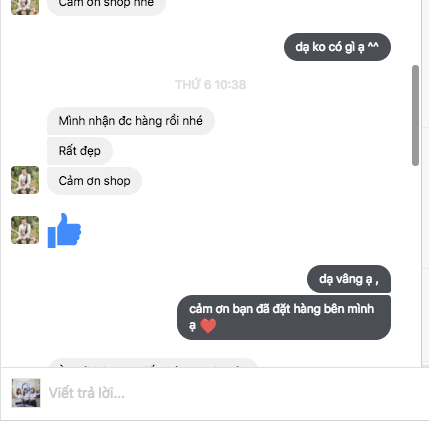 Cảm ơn shop nhé
dạ ko có gì ạ ^^
THỨ 6 10:38
Mình nhận đc hàng rồi nhé
Rất đẹp
Cảm ơn shop
dạ vâng ạ ,
cảm ơn bạn đã đặt hàng bên mình
ạ ❤️
Viết trả lời...